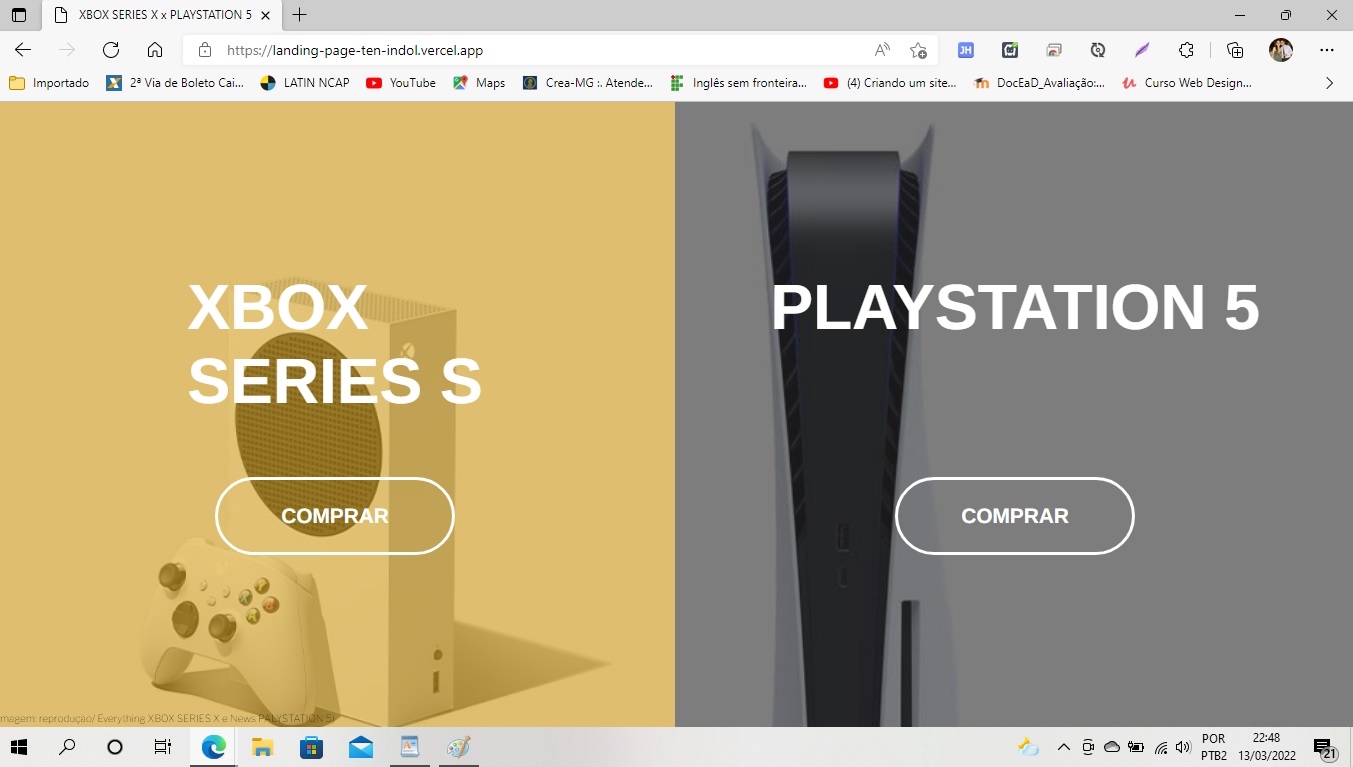 XBOX SERIES X x PLAYSTATION 5
https://landing-page-ten-indol.vercel.app
JH
Importado
2ª Via de Boleto Cai...
LATIN NCAP
YouTube
Maps
Crea-MG :. Atende...
Inglês sem fronteira...
(4) Criando um site...
DocEaD_Avaliação:...
Curso Web Design...
XBOX
SERIES S
COMPRAR
PLAYSTATION 5
COMPRAR
magem: reprodução/ Everything XBOX SERIES X e News PALYSTATION 5)
POR
PTB2
22:48
13/03/2022
21